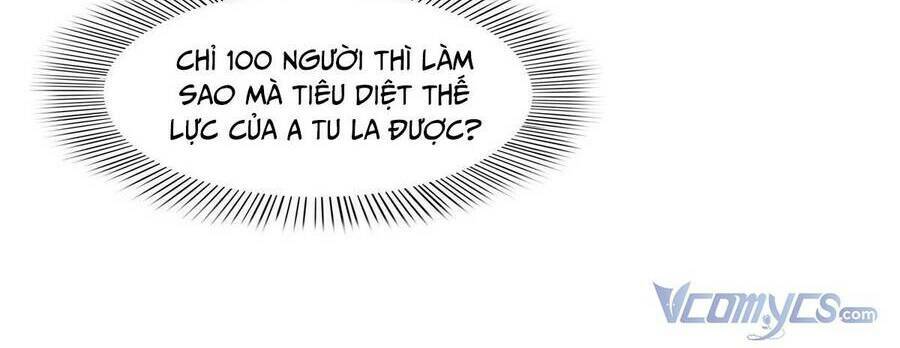 CHỈ 100 NGƯỜI THÌ LÀM
SAO MÀ TIÊU DIỆT THẾ
LỰC CỦA A TU LA ĐƯỢC?
VCOMYCS.com